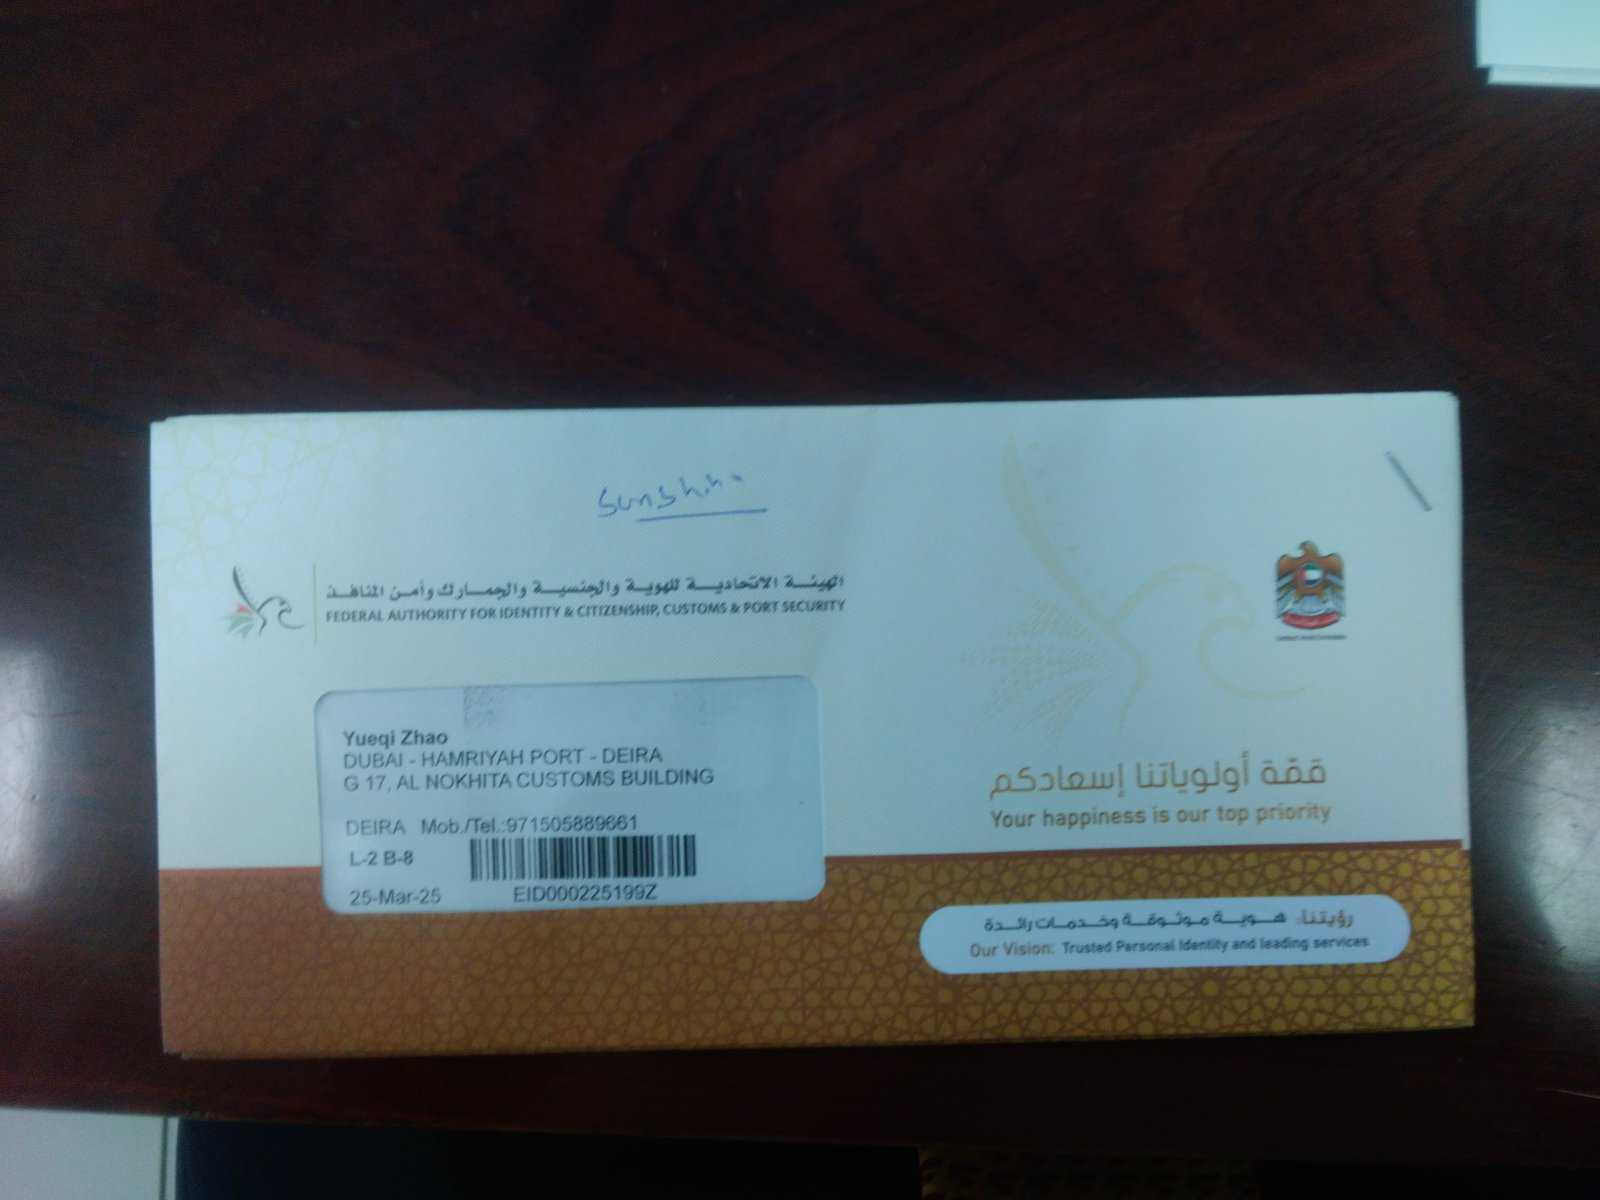 الهيئة الاتحادية للهوية والجنسية والجمارك وأمن المنافذ
FEDERAL AUTHORITY FOR IDENTITY & CITIZENSHIP, CUSTOMS & PORT SECURITY
Yueqi Zhao
DUBAI - HAMRIYAH PORT - DEIRA
G 17, AL NOKHITA CUSTOMS BUILDING
DEIRA Mob./Tel.:971505889661
L-2 B-8
25-Mar-25 EID000225199Z
قمّة أولوياتنا إسعادكم
Your happiness is our top priority
رؤيتنا: هوية موثوقة وخدمات رائدة
Our Vision: Trusted Personal Identity and leading services